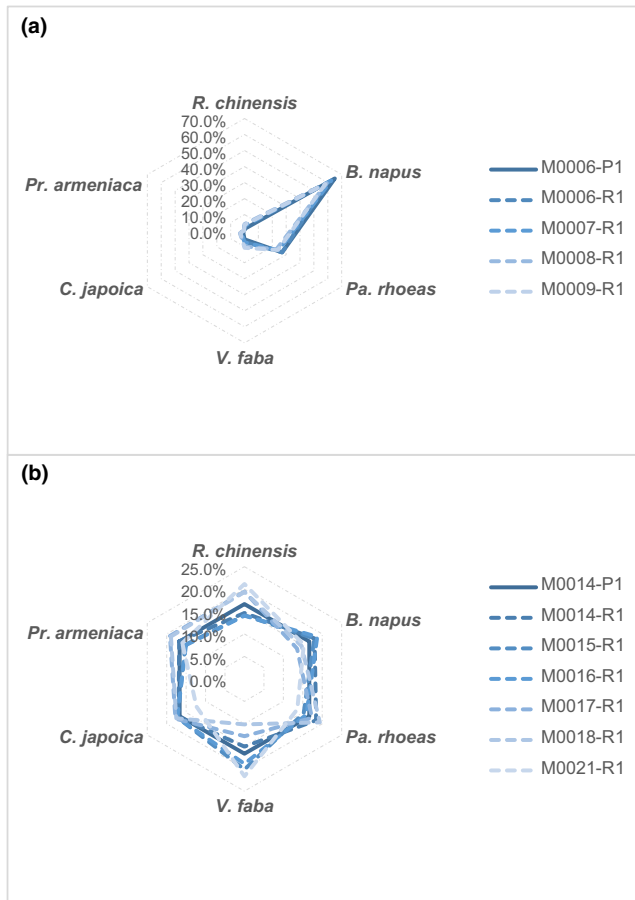 (a)
R. chinensis
70.0%
60.0%
50.0%
40.0%
30.0%
20.0%
10.0%
0.0%
B. napus
Pa. rhoeas
V. faba
C. japoica
Pr. armeniaca
M0006-P1
M0006-R1
M0007-R1
M0008-R1
M0009-R1
(b)
R. chinensis
25.0%
20.0%
15.0%
10.0%
5.0%
0.0%
B. napus
Pa. rhoeas
V. faba
C. japoica
Pr. armeniaca
M0014-P1
M0014-R1
M0015-R1
M0016-R1
M0017-R1
M0018-R1
M0021-R1